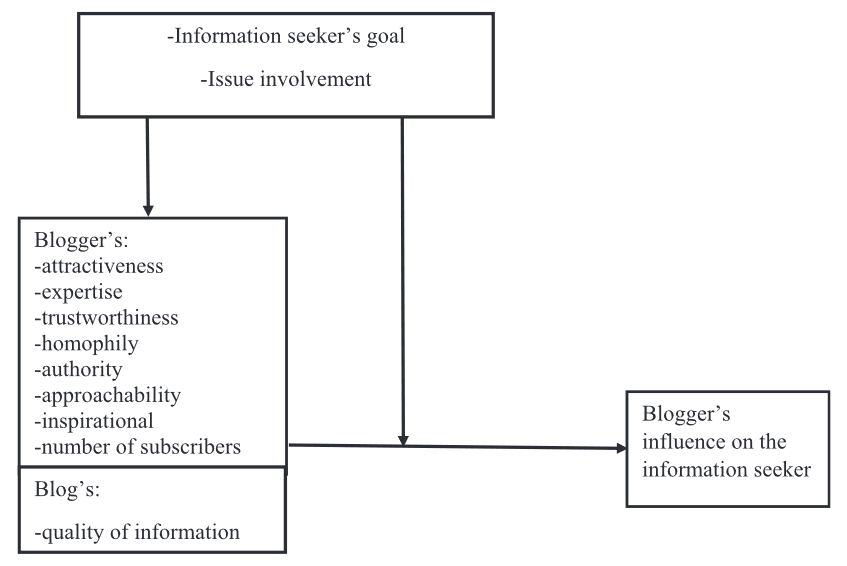 -Information seeker’s goal
-Issue involvement
Blogger’s:
-attractiveness
-expertise
-trustworthiness
-homophily
-authority
-approachability
-inspirational
-number of subscribers
Blog’s:
-quality of information
Blogger’s
influence on the
information seeker